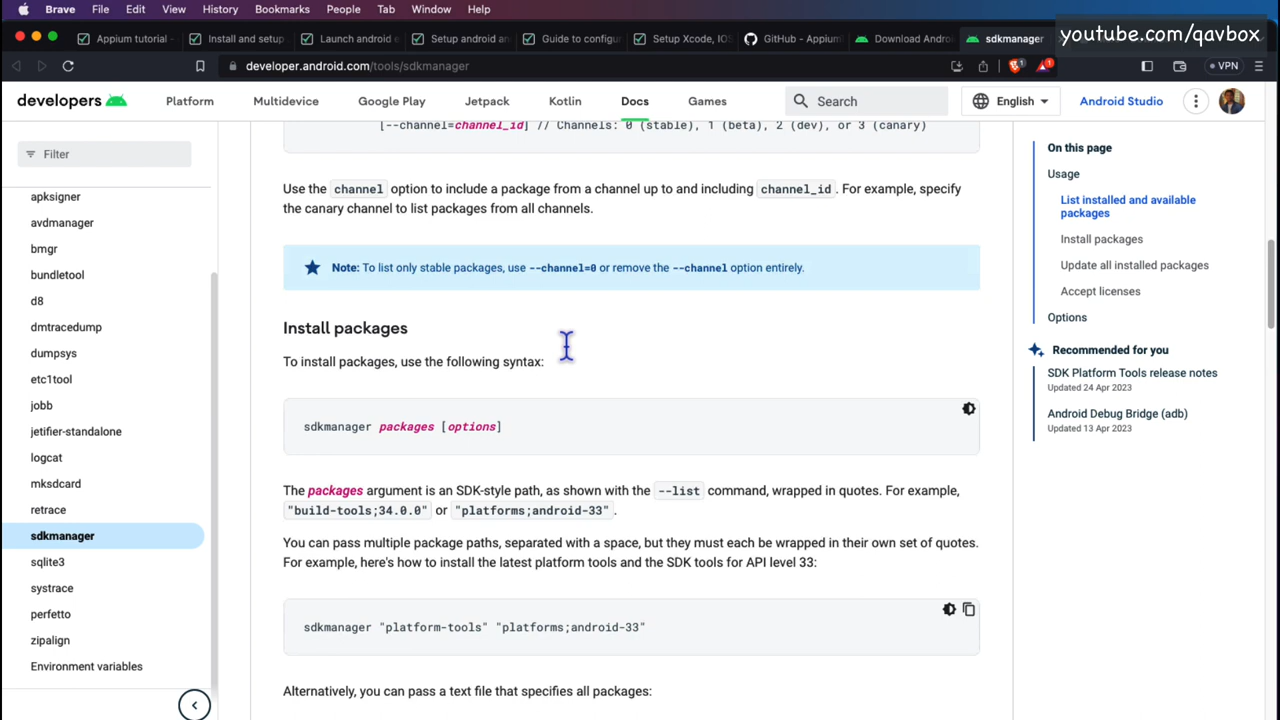 Brave File Edit View History Bookmarks People Tab Window Help
youtube.com/qavbox
Appium tutorial - Install and setup Launch android e Setup android an Guide to configu Setup Xcode, IOS GitHub - Appium Download Andro sdkmanager
developer.android.com/tools/sdkmanager
VPN
developers Platform Multidevice Google Play Jetpack Kotlin Docs Games Search English Android Studio
Filter
apksigner
avdmanager
bmgr
bundletool
d8
dmtracedump
dumpsys
etc1tool
jobb
jetifier-standalone
logcat
mksdcard
retrace
sdkmanager
sqlite3
systrace
perfetto
zipalign
Environment variables
[--channel=channel_id] // Channels: 0 (stable), 1 (beta), 2 (dev), or 3 (canary)
Use the channel option to include a package from a channel up to and including channel_id. For example, specify
the canary channel to list packages from all channels.
Note: To list only stable packages, use --channel=0 or remove the --channel option entirely.
Install packages
To install packages, use the following syntax:
sdkmanager packages [options]
The packages argument is an SDK-style path, as shown with the --list command, wrapped in quotes. For example,
"build-tools;34.0.0" or "platforms;android-33".
You can pass multiple package paths, separated with a space, but they must each be wrapped in their own set of quotes.
For example, here's how to install the latest platform tools and the SDK tools for API level 33:
sdkmanager "platform-tools" "platforms;android-33"
Alternatively, you can pass a text file that specifies all packages:
On this page
Usage
List installed and available
packages
Install packages
Update all installed packages
Accept licenses
Options
Recommended for you
SDK Platform Tools release notes
Updated 24 Apr 2023
Android Debug Bridge (adb)
Updated 13 Apr 2023